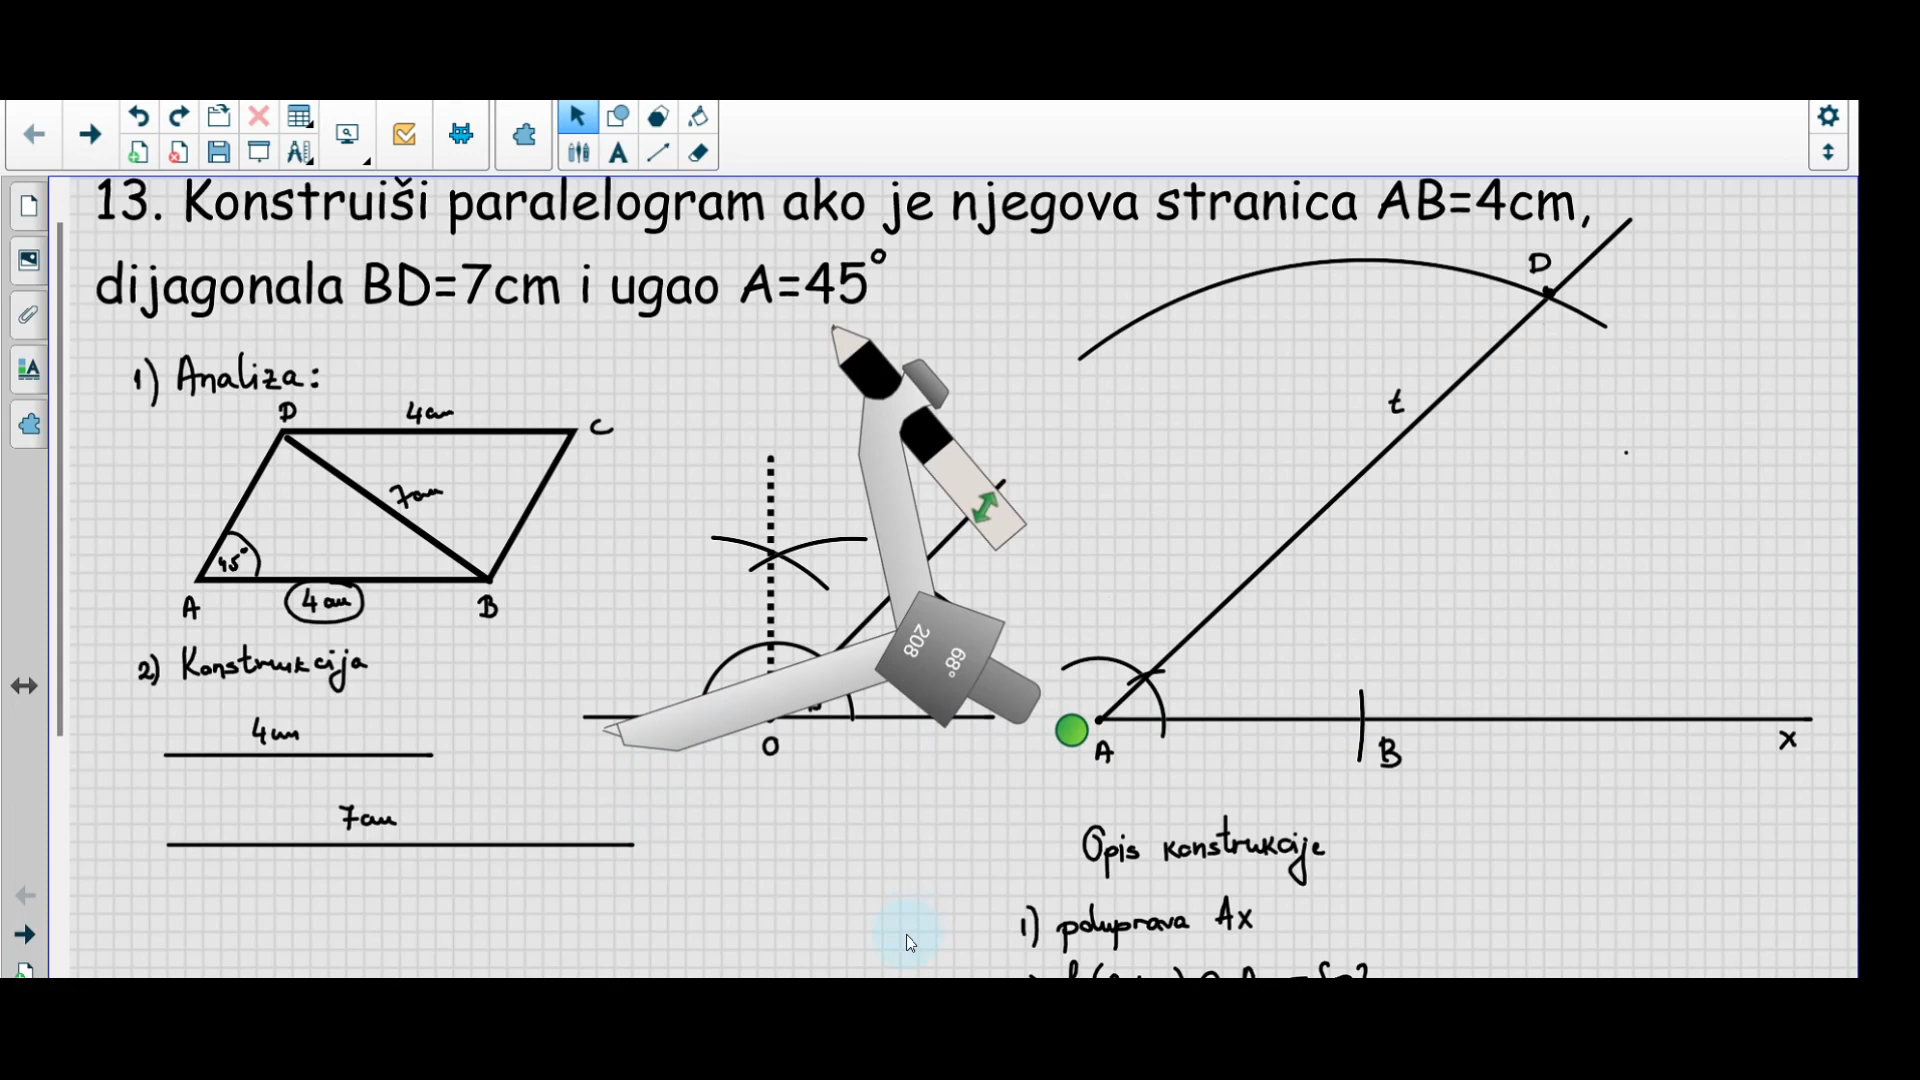 13. Konstruiši paralelogram ako je njegova stranica AB=4cm,
dijagonala BD=7cm i ugao A=45°
1) Analiza:
D 4cm C
7cm
45°
A 4cm B
2) Konstrukcija
4cm
7cm
208
68°
O
D
t
A B x
Opis konstrukcije
1) poluprava Ax